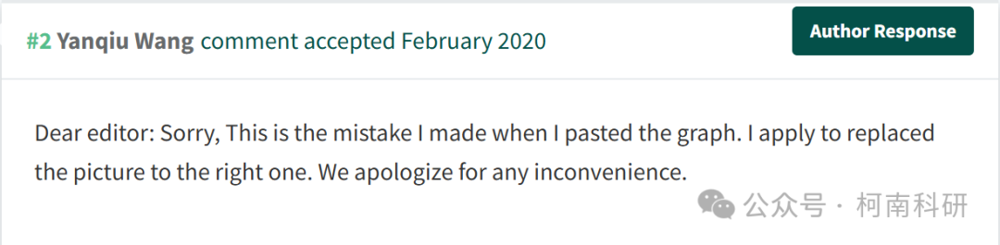 #2 Yanqiu Wang comment accepted February 2020
Author Response
Dear editor: Sorry, This is the mistake I made when I pasted the graph. I apply to replaced
the picture to the right one. We apologize for any inconvenience.
公众号 · 柯南科研